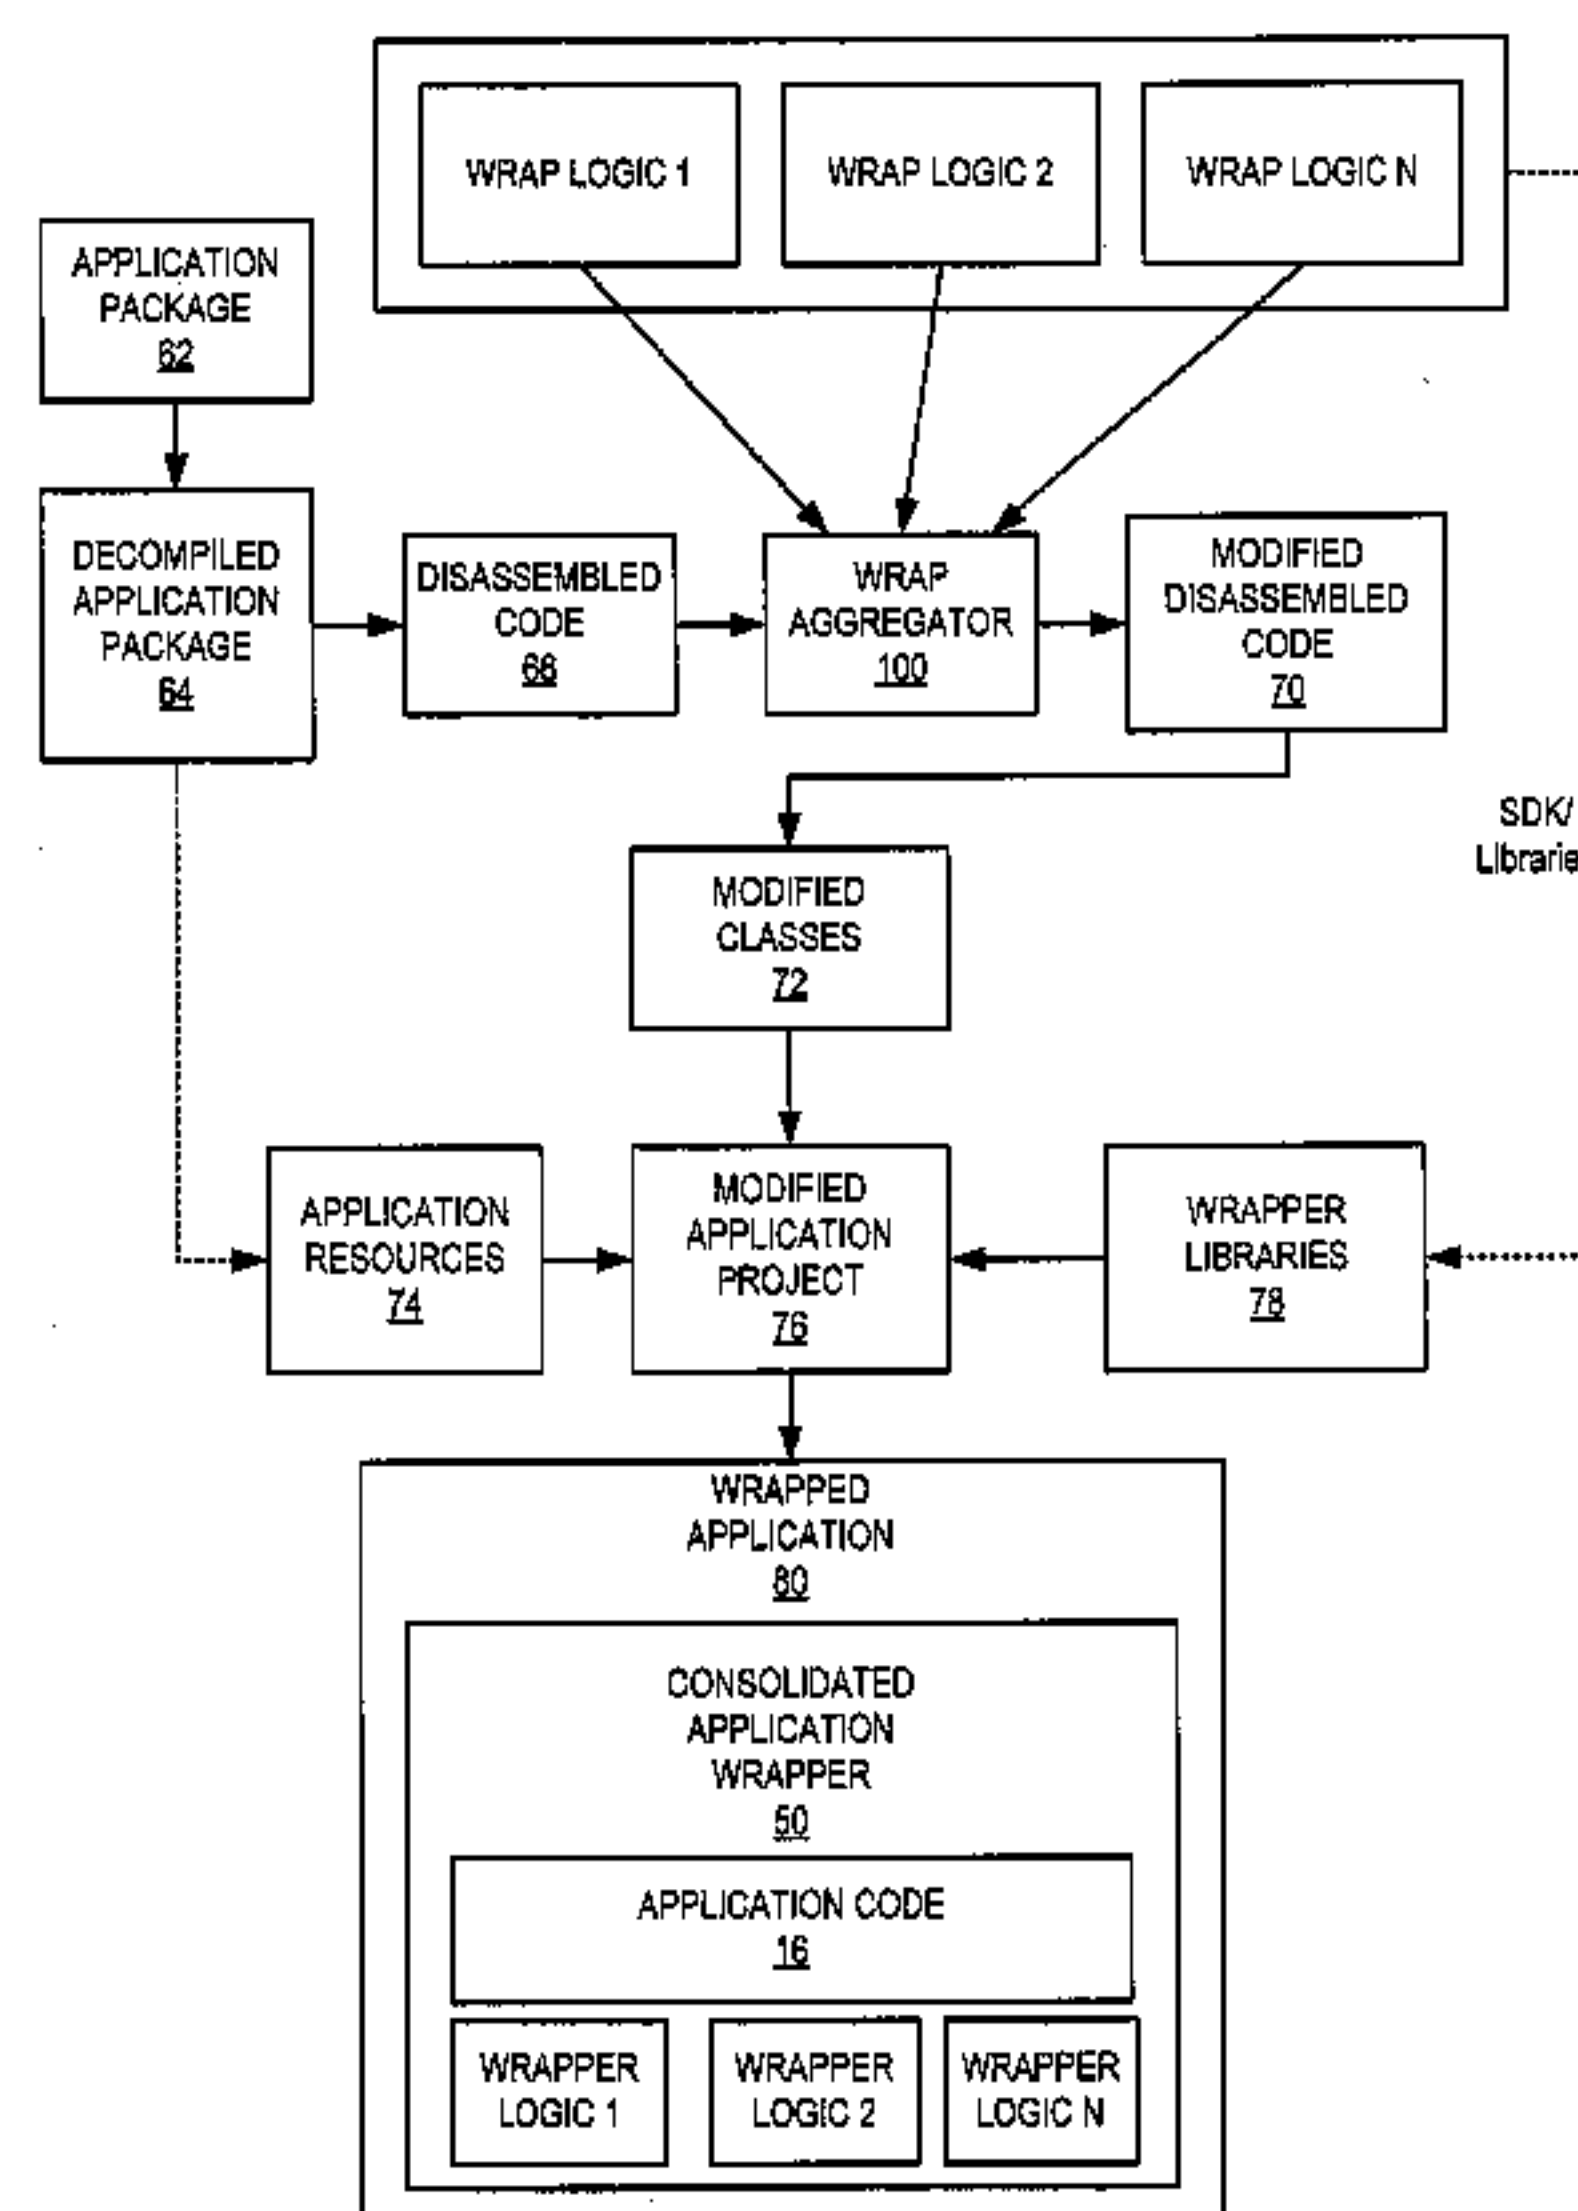 WRAP LOGIC 1
WRAP LOGIC 2
WRAP LOGIC N
APPLICATION
PACKAGE
62
DECOMPILED
APPLICATION
PACKAGE
64
DISASSEMBLED
CODE
68
WRAP
AGGREGATOR
100
MODIFIED
DISASSEMBLED
CODE
70
SDK/
Librarie
MODIFIED
CLASSES
72
APPLICATION
RESOURCES
74
MODIFIED
APPLICATION
PROJECT
76
WRAPPER
LIBRARIES
78
WRAPPED
APPLICATION
80
CONSOLIDATED
APPLICATION
WRAPPER
50
APPLICATION CODE
16
WRAPPER
LOGIC 1
WRAPPER
LOGIC 2
WRAPPER
LOGIC N